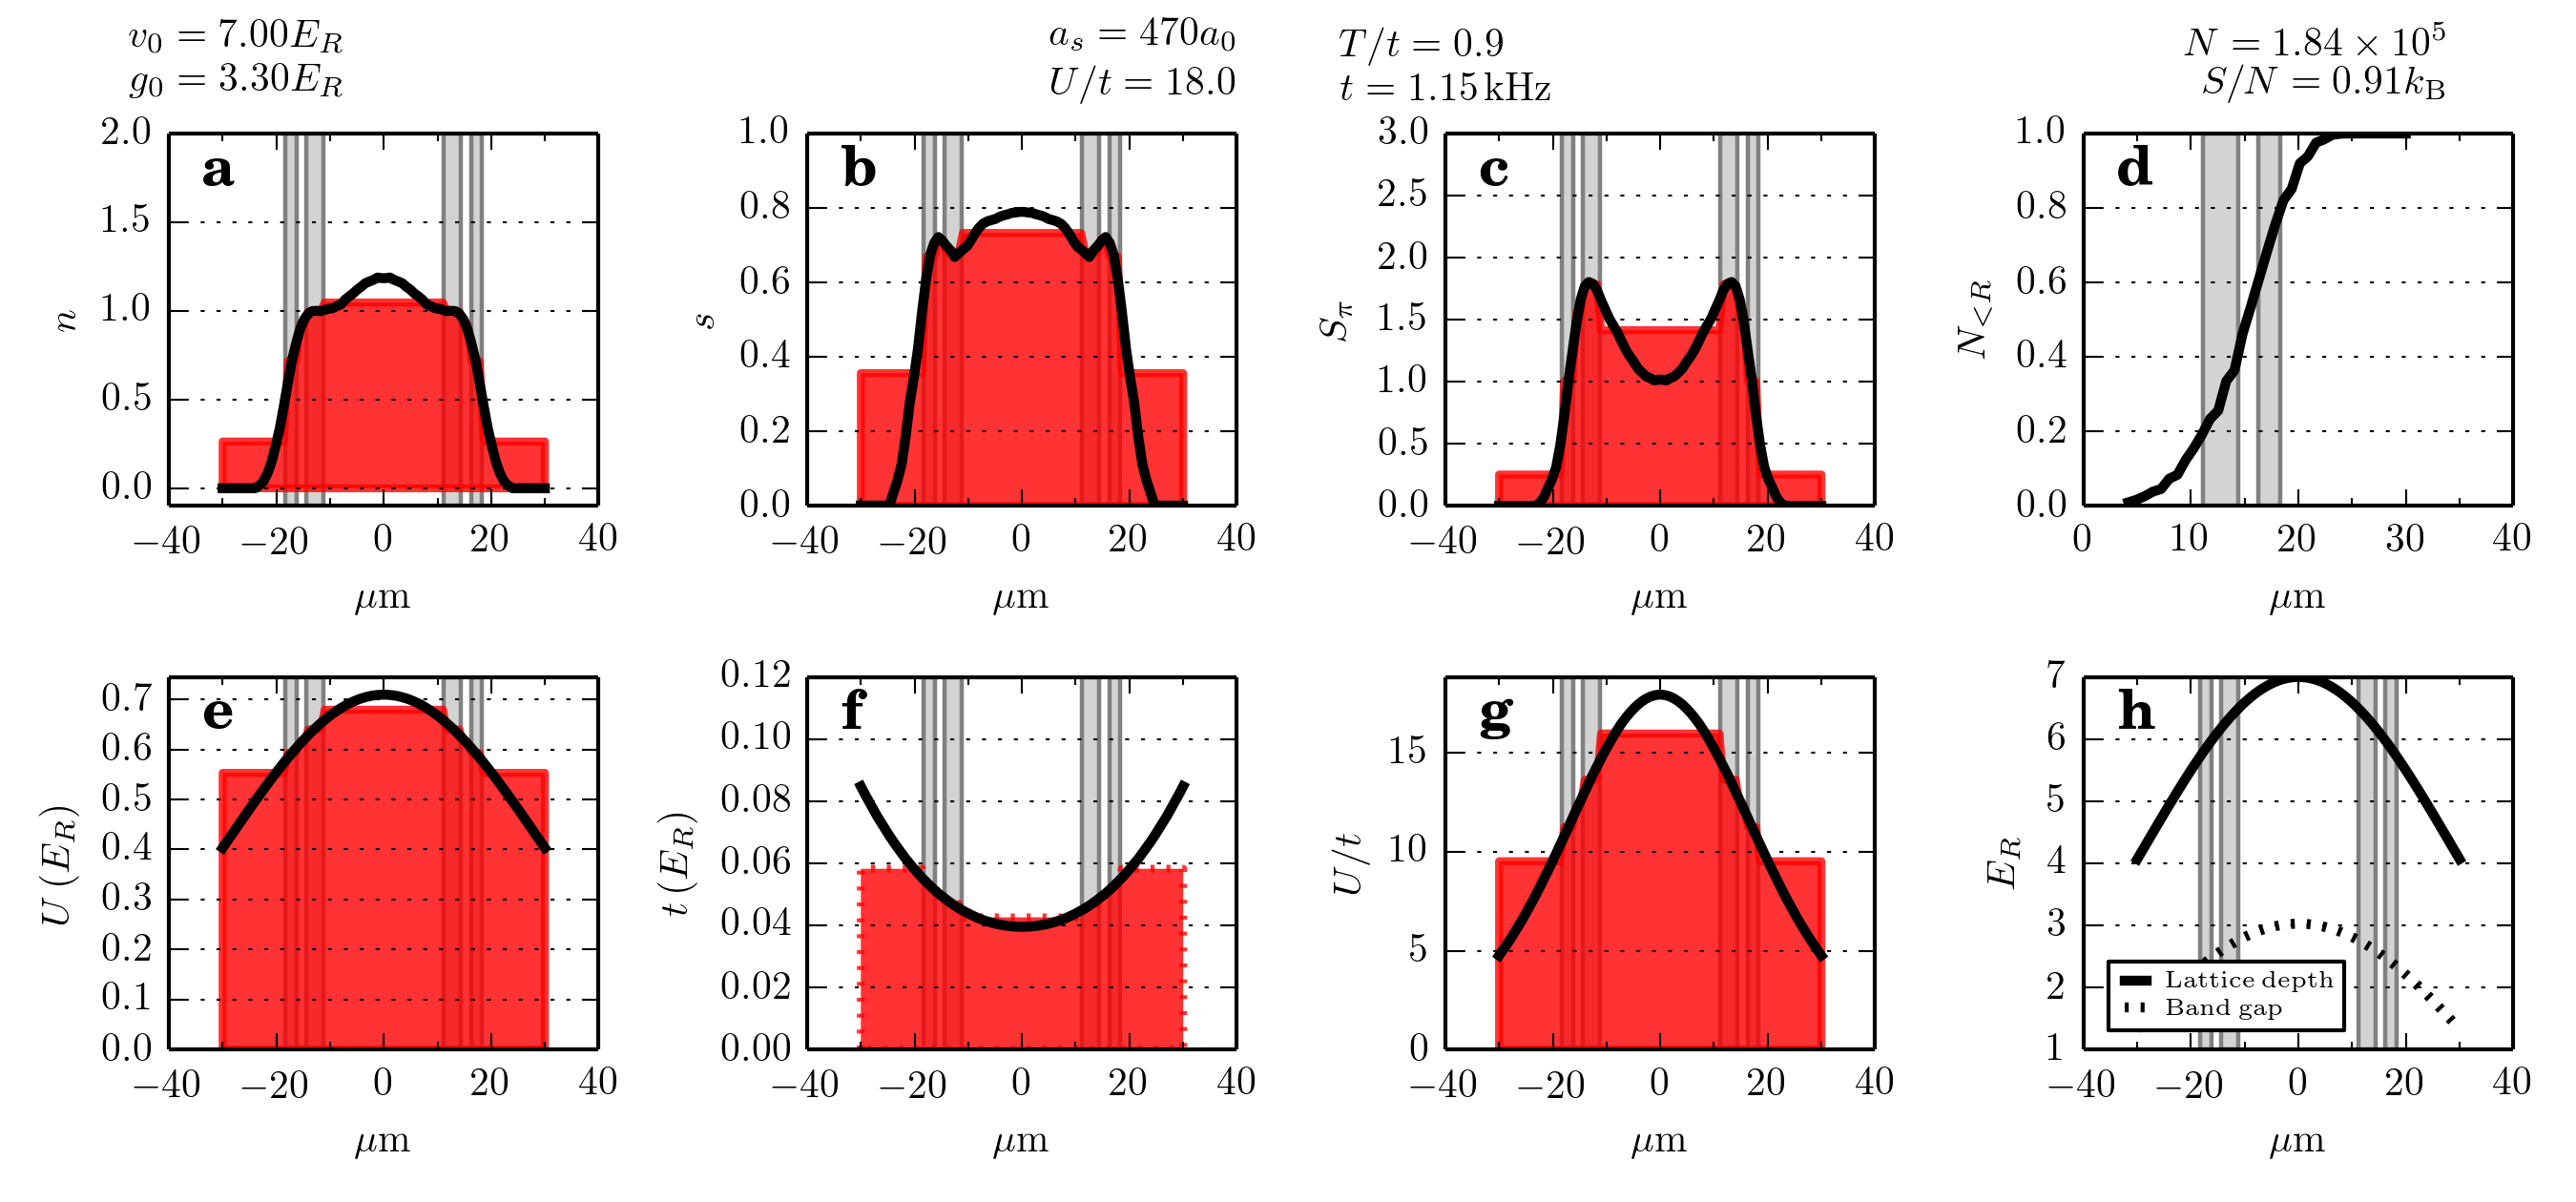 v₀ = 7.00E_R
g₀ = 3.30E_R
a_s = 470a₀
U/t = 18.0
T/t = 0.9
t = 1.15 kHz
N = 1.84 × 10⁵
S/N = 0.91k_B
a
2.0
1.5
1.0
0.5
0.0
n
−40 −20 0 20 40
μm
b
1.0
0.8
0.6
0.4
0.2
0.0
s
−40 −20 0 20 40
μm
c
3.0
2.5
2.0
1.5
1.0
0.5
0.0
S_π
−40 −20 0 20 40
μm
d
1.0
0.8
0.6
0.4
0.2
0.0
N_{<R}
0 10 20 30 40
μm
e
0.7
0.6
0.5
0.4
0.3
0.2
0.1
0.0
U (E_R)
−40 −20 0 20 40
μm
f
0.12
0.10
0.08
0.06
0.04
0.02
0.00
t (E_R)
−40 −20 0 20 40
μm
g
15
10
5
0
U/t
−40 −20 0 20 40
μm
h
7
6
5
4
3
2
1
E_R
Lattice depth
Band gap
−40 −20 0 20 40
μm